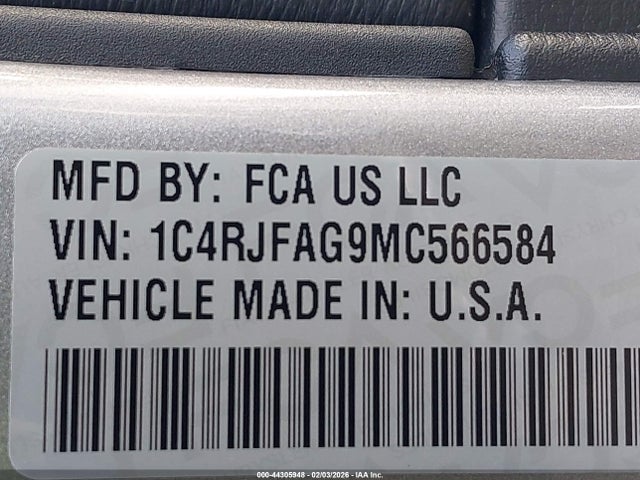 MFD BY: FCA US LLC
VIN: 1C4RJFAG9MC566584
VEHICLE MADE IN: U.S.A.
000-44305948 - 02/03/2026 - IAA Inc.